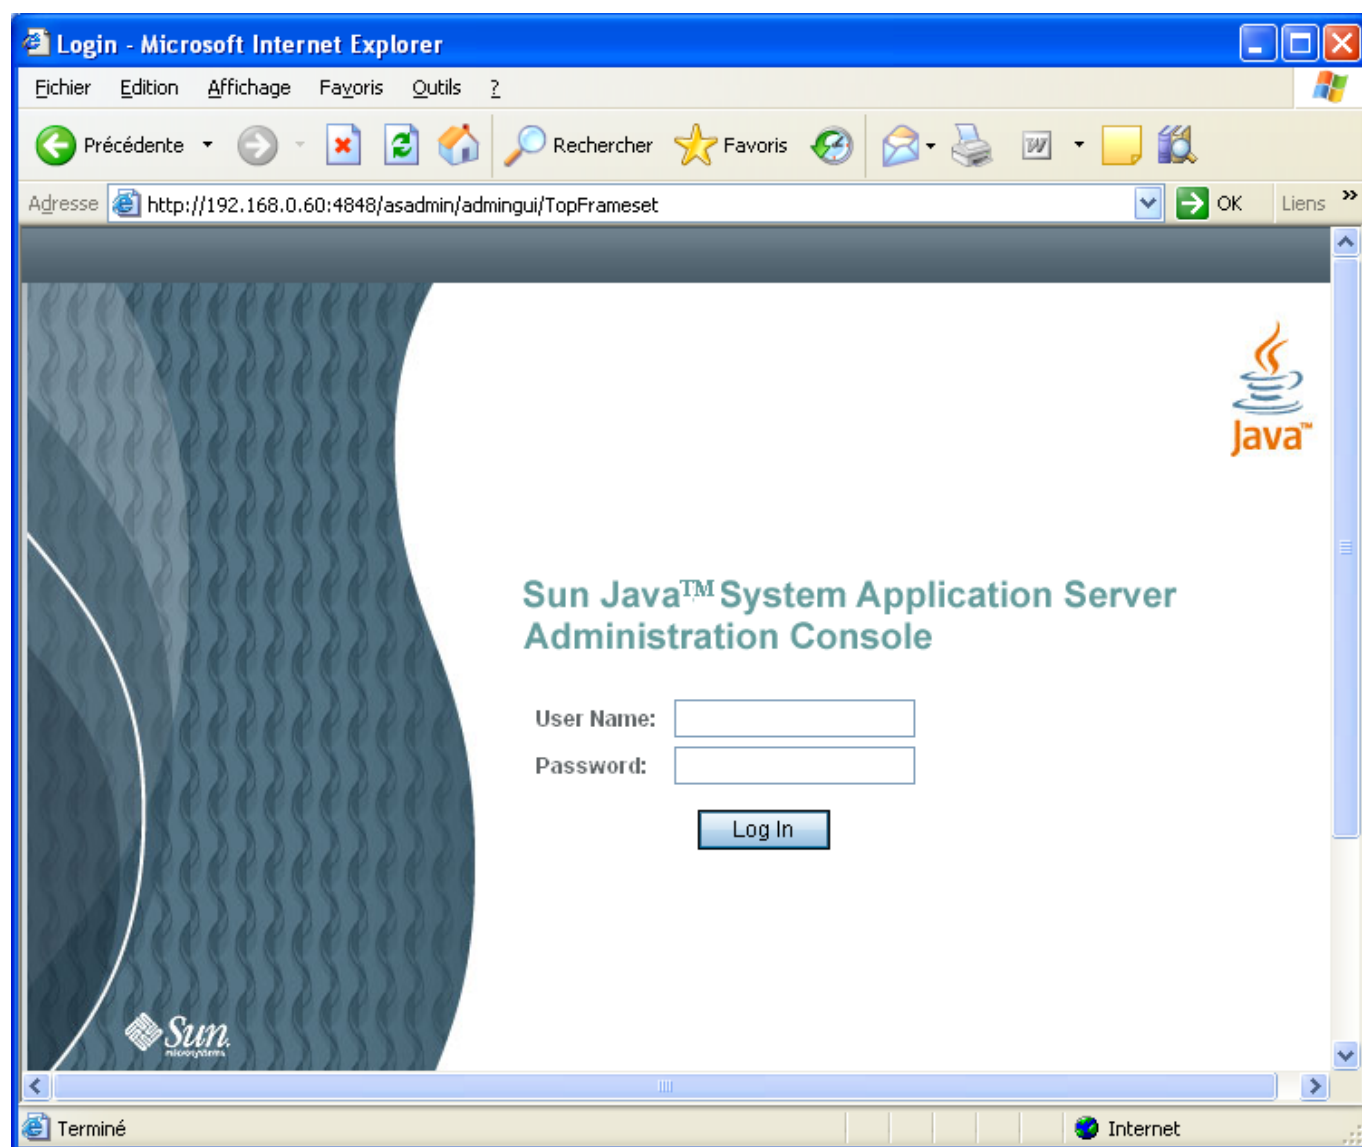 Login - Microsoft Internet Explorer
Fichier Edition Affichage Favoris Outils ?
Précédente Rechercher Favoris W
Adresse http://192.168.0.60:4848/asadmin/admingui/TopFrameset OK Liens »
Java™
Sun Java™ System Application Server
Administration Console
User Name:
Password:
Log In
Sun
microsystems
Terminé Internet